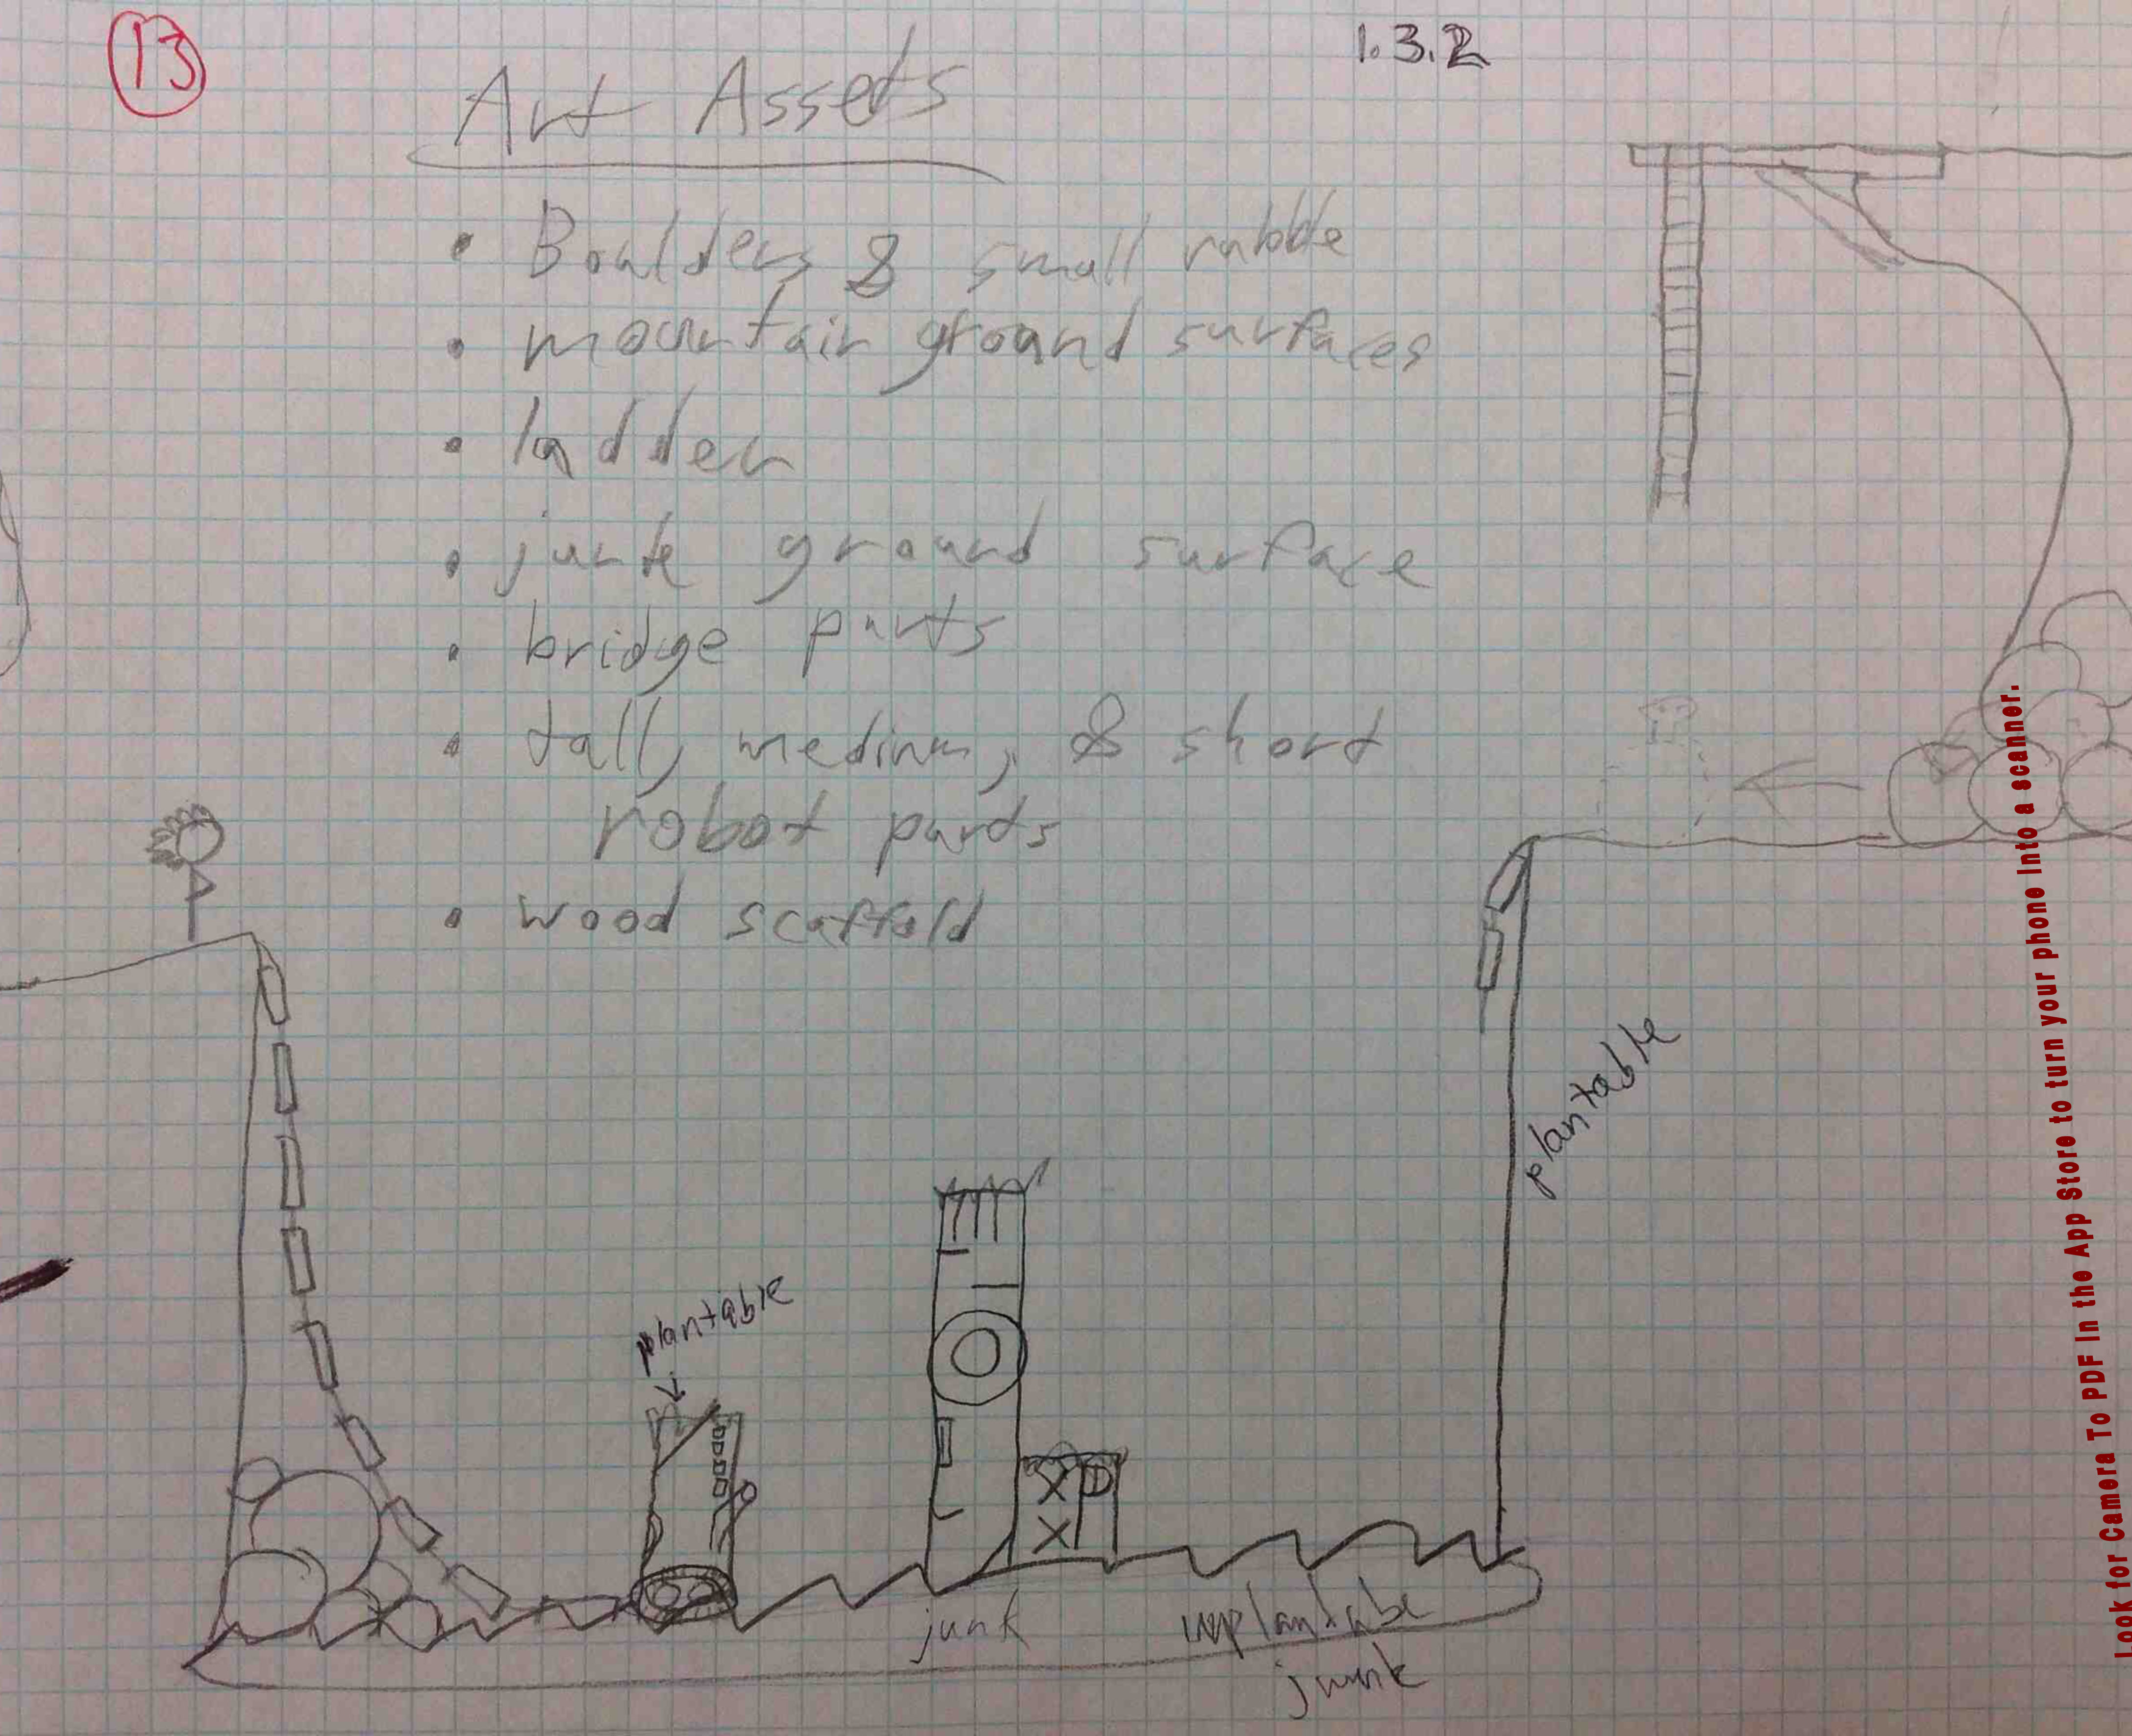 13
1.3.2
Art Assets
• Boulders & small rubble
• mountain ground surfaces
• ladder
• junk ground surface
• bridge parts
• tall, medium, & short
robot parts
• wood scaffold
plantable
plantable
junk
unplantabe
junk
Look for Camera To PDF in the App Store to turn your phone into a scanner.